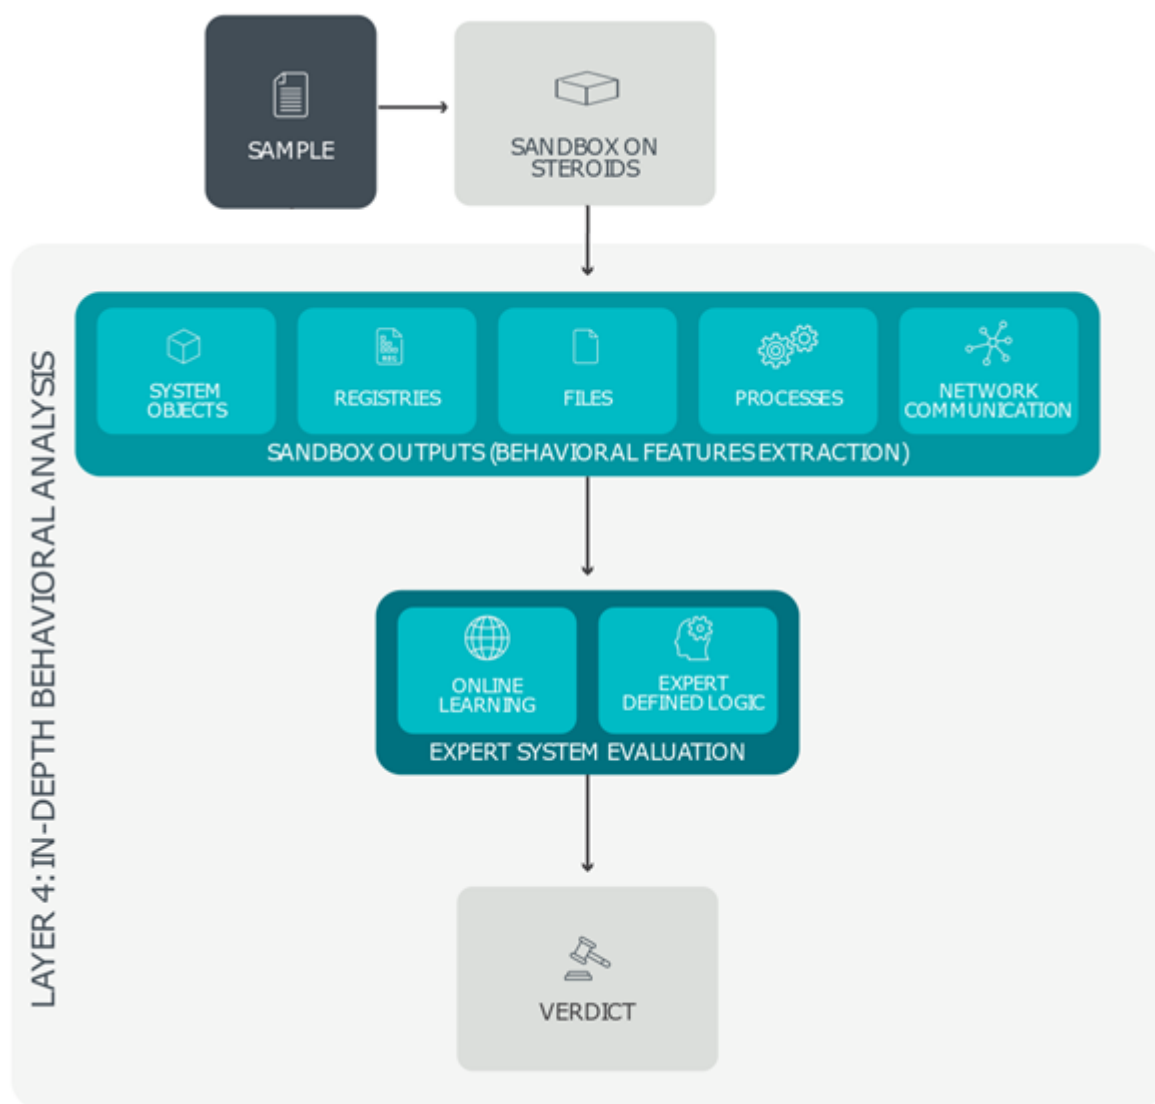 SAMPLE
SANDBOX ON
STEROIDS
LAYER 4: IN-DEPTH BEHAVIORAL ANALYSIS
SYSTEM
OBJECTS
REG
REGISTRIES
FILES
PROCESSES
NETWORK
COMMUNICATION
SANDBOX OUTPUTS (BEHAVIORAL FEATURES EXTRACTION)
ONLINE
LEARNING
EXPERT
DEFINED LOGIC
EXPERT SYSTEM EVALUATION
VERDICT